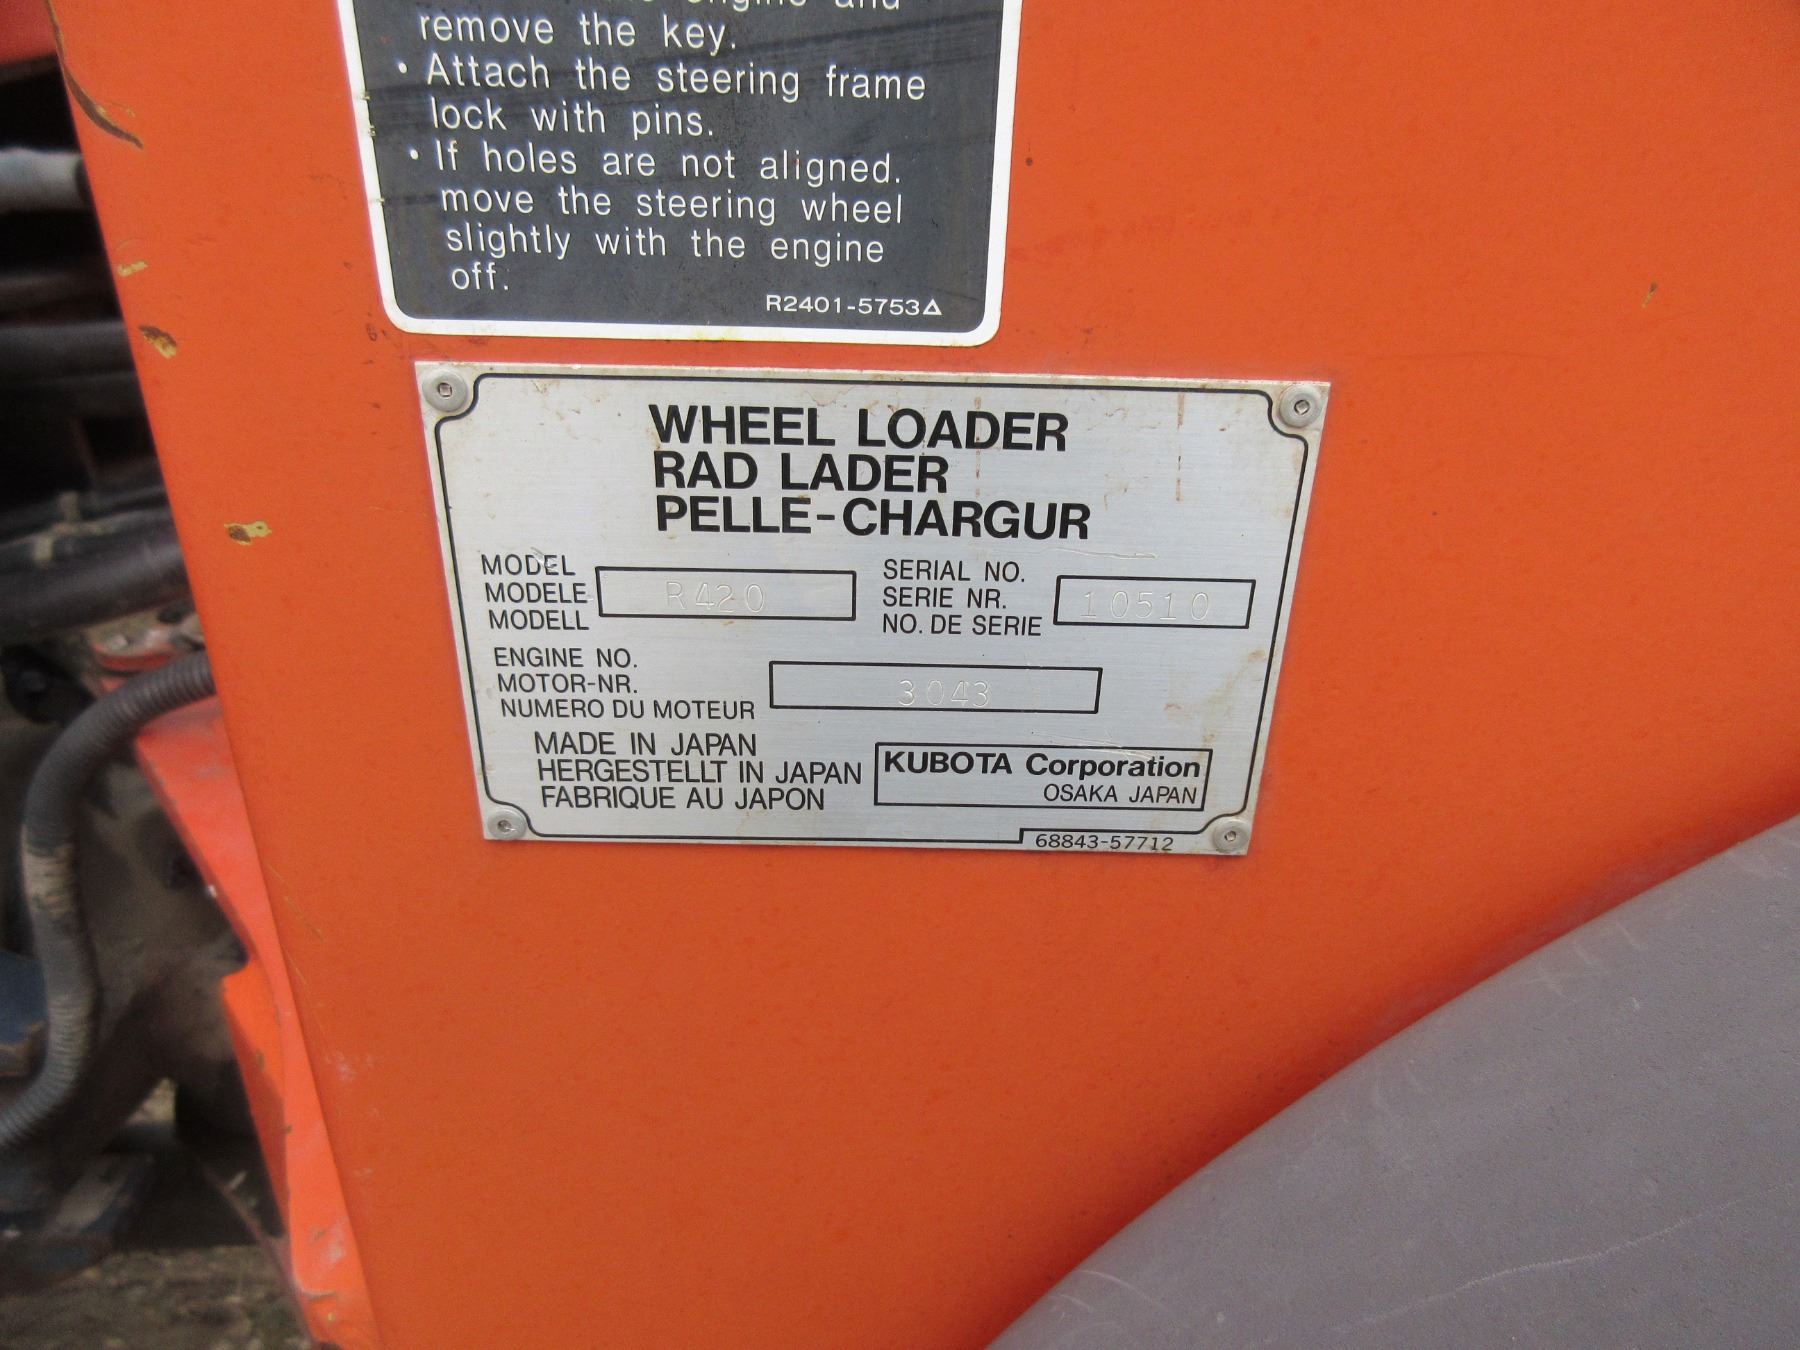 engine and
remove the key.
• Attach the steering frame
lock with pins.
• If holes are not aligned.
move the steering wheel
slightly with the engine
off.
R2401-5753△
WHEEL LOADER
RAD LADER
PELLE-CHARGUR
MODEL
MODELE
MODELL
R420
SERIAL NO.
SERIE NR.
NO. DE SERIE
10510
ENGINE NO.
MOTOR-NR.
NUMERO DU MOTEUR
3043
MADE IN JAPAN
HERGESTELLT IN JAPAN
FABRIQUE AU JAPON
KUBOTA Corporation
OSAKA JAPAN
68843-57712